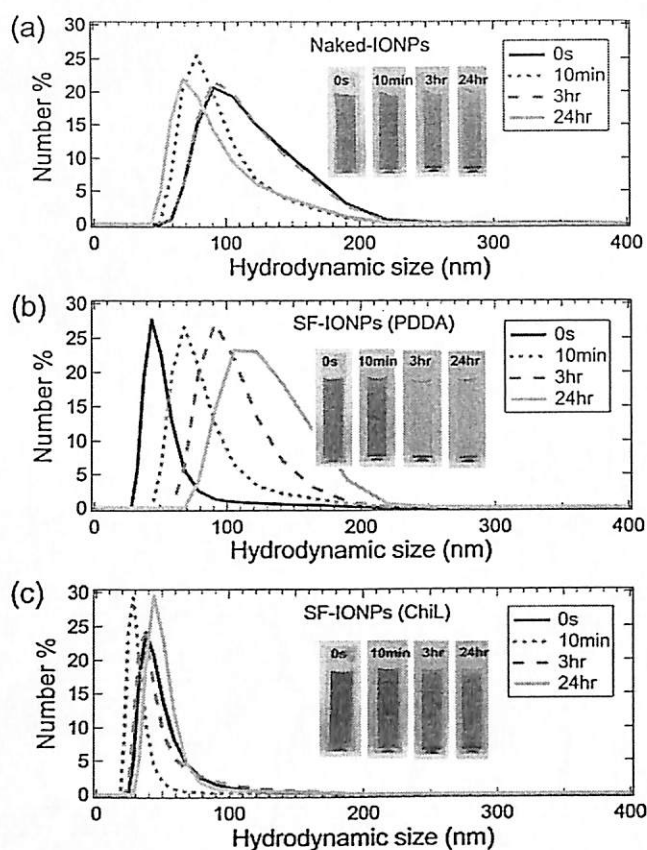 (a)
Naked-IONPs
0s 10min 3hr 24hr
0s
10min
3hr
24hr
Number %
30
25
20
15
10
5
0
0 100 200 300 400
Hydrodynamic size (nm)
(b)
SF-IONPs (PDDA)
0s 10min 3hr 24hr
0s
10min
3hr
24hr
Number %
30
25
20
15
10
5
0
0 100 200 300 400
Hydrodynamic size (nm)
(c)
SF-IONPs (ChiL)
0s 10min 3hr 24hr
0s
10min
3hr
24hr
Number %
30
25
20
15
10
5
0
0 100 200 300 400
Hydrodynamic size (nm)